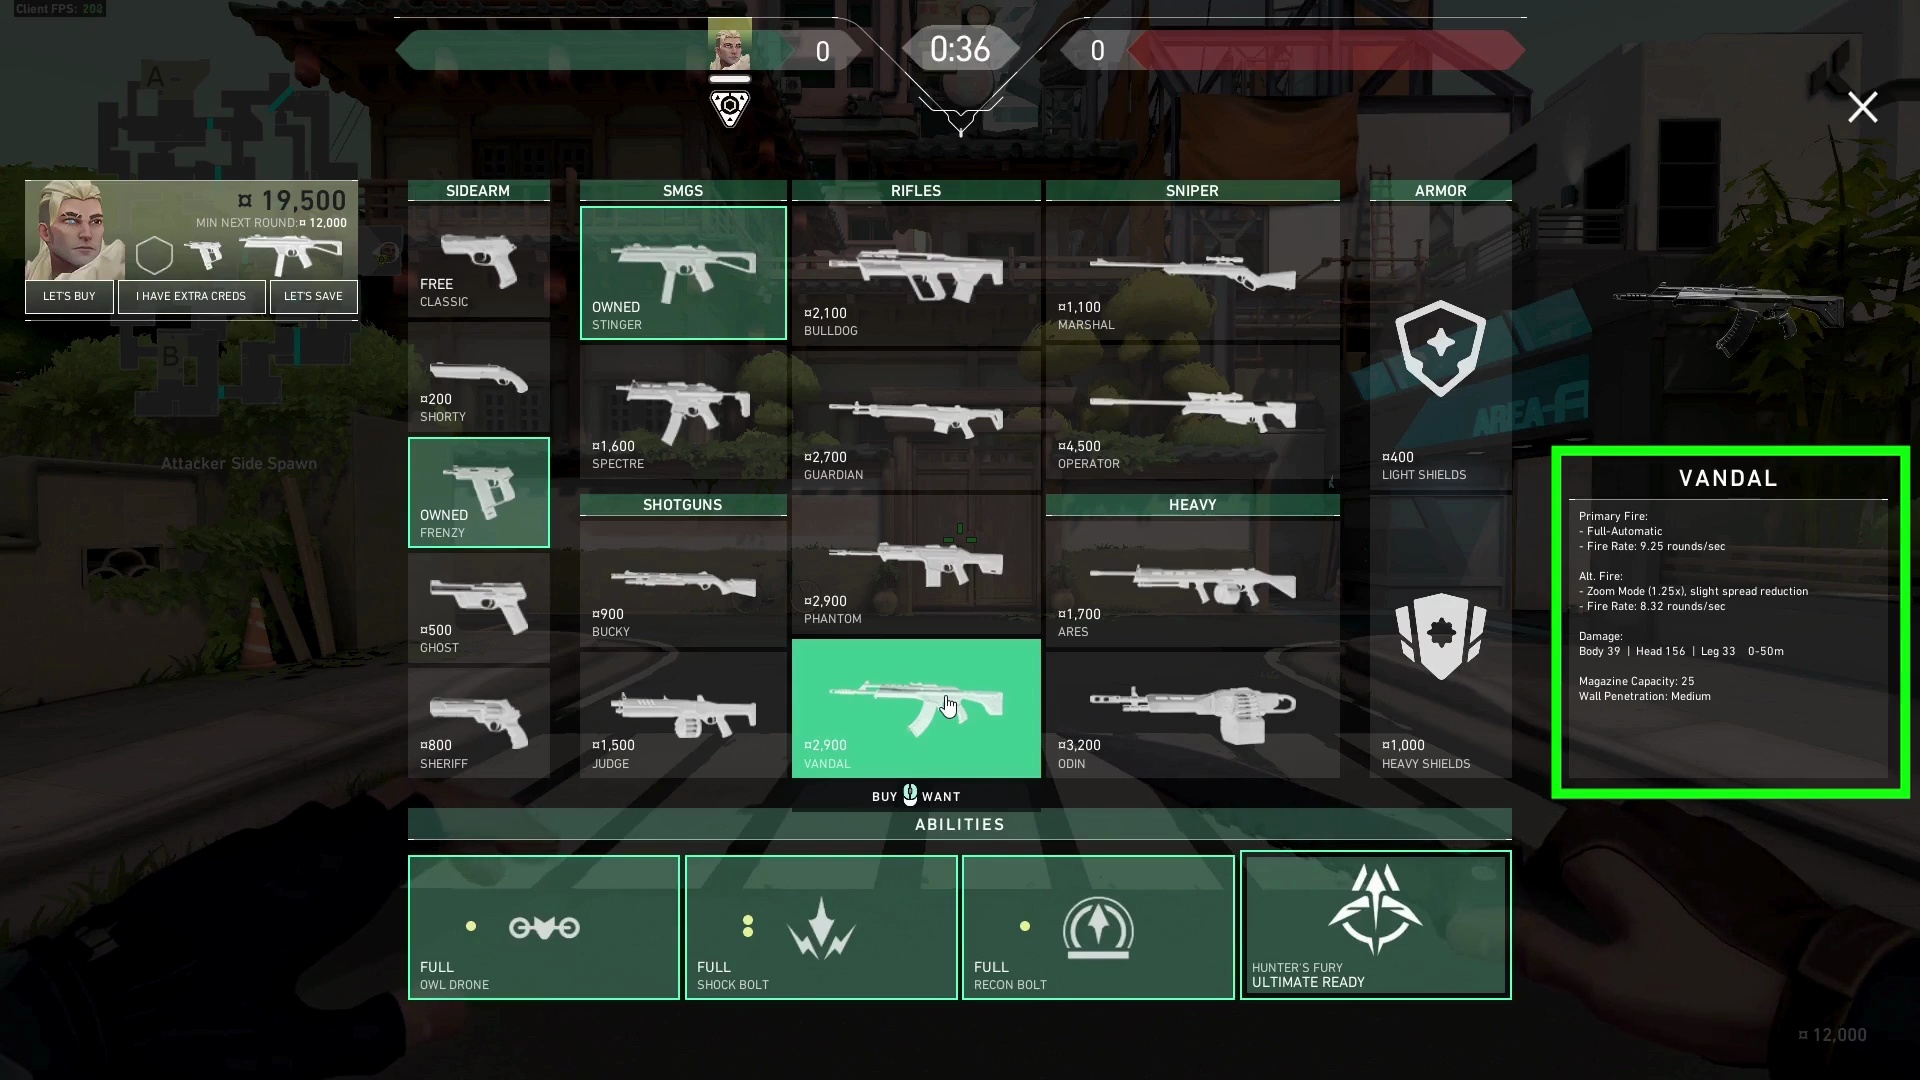 Client FPS: 200
0
0:36
0
A
B
Attacker Side Spawn
¤ 19,500
MIN NEXT ROUND: ¤ 12,000
LET'S BUY
I HAVE EXTRA CREDS
LET'S SAVE
SIDEARM
FREE
CLASSIC
¤200
SHORTY
OWNED
FRENZY
¤500
GHOST
¤800
SHERIFF
SMGS
OWNED
STINGER
¤1,600
SPECTRE
SHOTGUNS
¤900
BUCKY
¤1,500
JUDGE
RIFLES
¤2,100
BULLDOG
¤2,700
GUARDIAN
¤2,900
PHANTOM
¤2,900
VANDAL
BUY WANT
SNIPER
¤1,100
MARSHAL
¤4,500
OPERATOR
HEAVY
¤1,700
ARES
¤3,200
ODIN
ARMOR
¤400
LIGHT SHIELDS
¤1,000
HEAVY SHIELDS
AREA-A
VANDAL
Primary Fire:
- Full-Automatic
- Fire Rate: 9.25 rounds/sec
Alt. Fire:
- Zoom Mode (1.25x), slight spread reduction
- Fire Rate: 8.32 rounds/sec
Damage:
Body 39 | Head 156 | Leg 33 0-50m
Magazine Capacity: 25
Wall Penetration: Medium
ABILITIES
FULL
OWL DRONE
FULL
SHOCK BOLT
FULL
RECON BOLT
HUNTER'S FURY
ULTIMATE READY
¤ 12,000